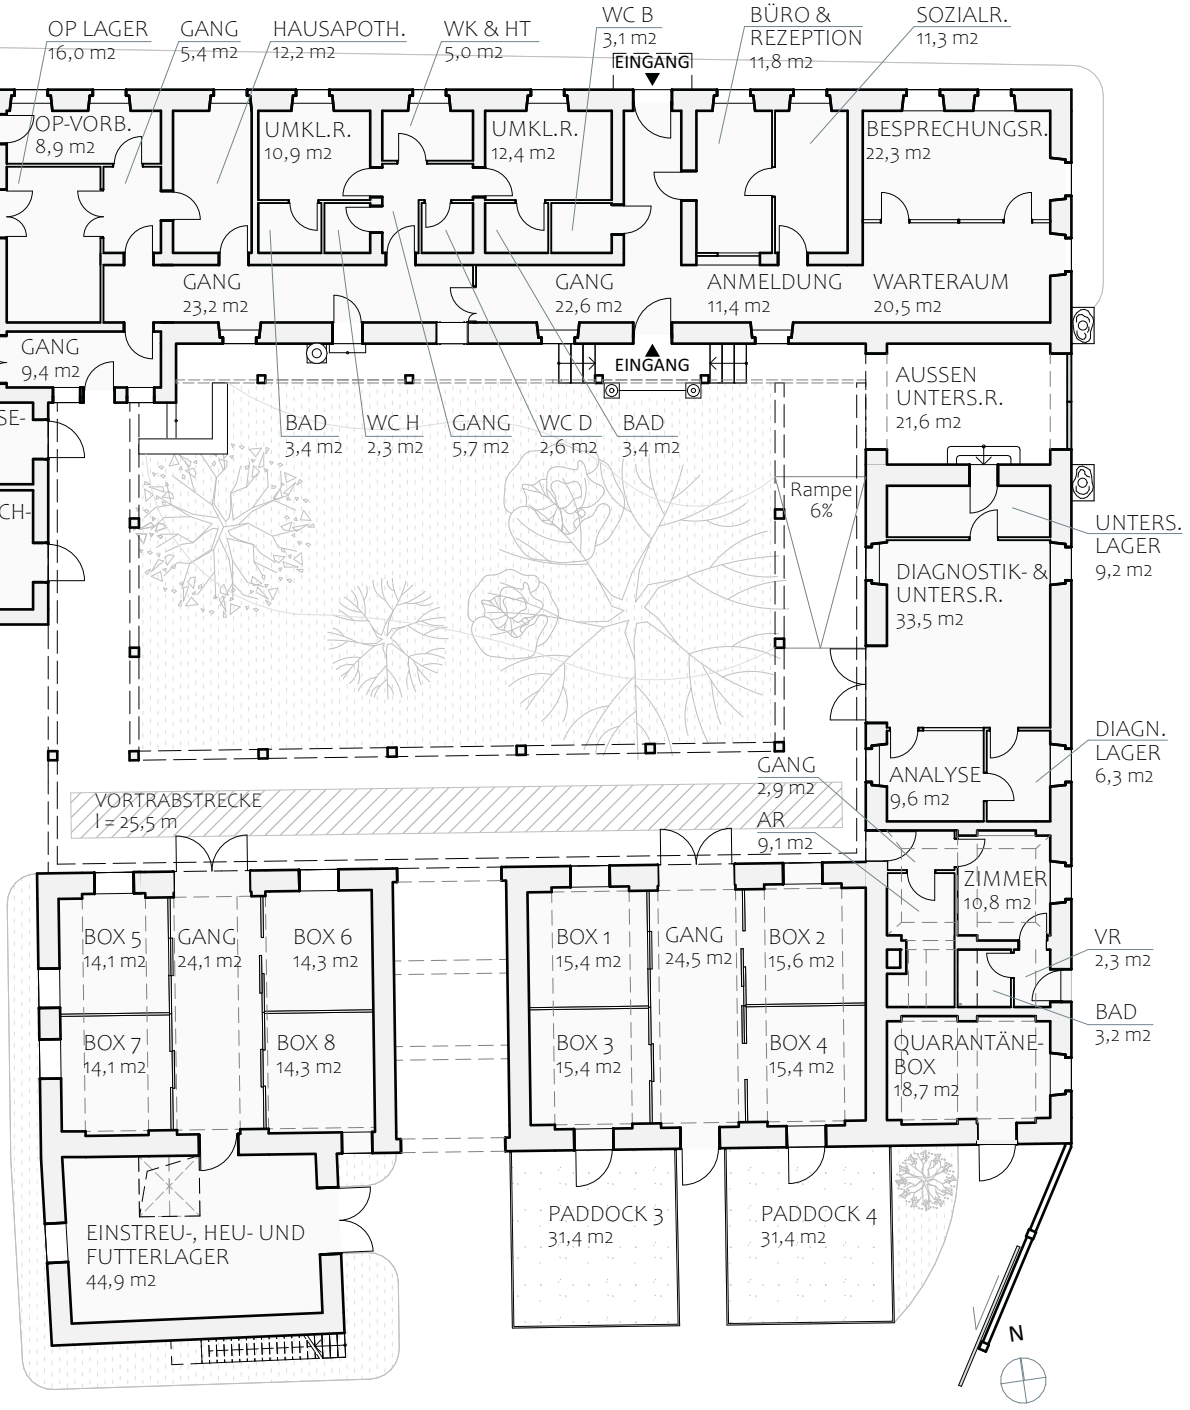 OP LAGER
16,0 m2
GANG
5,4 m2
HAUSAPOTH.
12,2 m2
WK & HT
5,0 m2
WC B
3,1 m2
BÜRO &
REZEPTION
11,8 m2
SOZIALR.
11,3 m2
EINGANG
OP-VORB.
8,9 m2
UMKL.R.
10,9 m2
UMKL.R.
12,4 m2
BESPRECHUNGSR.
22,3 m2
GANG
23,2 m2
GANG
22,6 m2
ANMELDUNG
11,4 m2
WARTERAUM
20,5 m2
GANG
9,4 m2
EINGANG
AUSSEN
UNTERS.R.
21,6 m2
SE-
BAD
3,4 m2
WC H
2,3 m2
GANG
5,7 m2
WC D
2,6 m2
BAD
3,4 m2
CH-
Rampe
6%
UNTERS.
LAGER
9,2 m2
DIAGNOSTIK- &
UNTERS.R.
33,5 m2
DIAGN.
LAGER
6,3 m2
GANG
2,9 m2
ANALYSE
9,6 m2
VORTRABSTRECKE
l = 25,5 m
AR
9,1 m2
ZIMMER
10,8 m2
BOX 5
14,1 m2
GANG
24,1 m2
BOX 6
14,3 m2
BOX 1
15,4 m2
GANG
24,5 m2
BOX 2
15,6 m2
VR
2,3 m2
BAD
3,2 m2
BOX 7
14,1 m2
BOX 8
14,3 m2
BOX 3
15,4 m2
BOX 4
15,4 m2
QUARANTÄNE-
BOX
18,7 m2
EINSTREU-, HEU- UND
FUTTERLAGER
44,9 m2
PADDOCK 3
31,4 m2
PADDOCK 4
31,4 m2
N